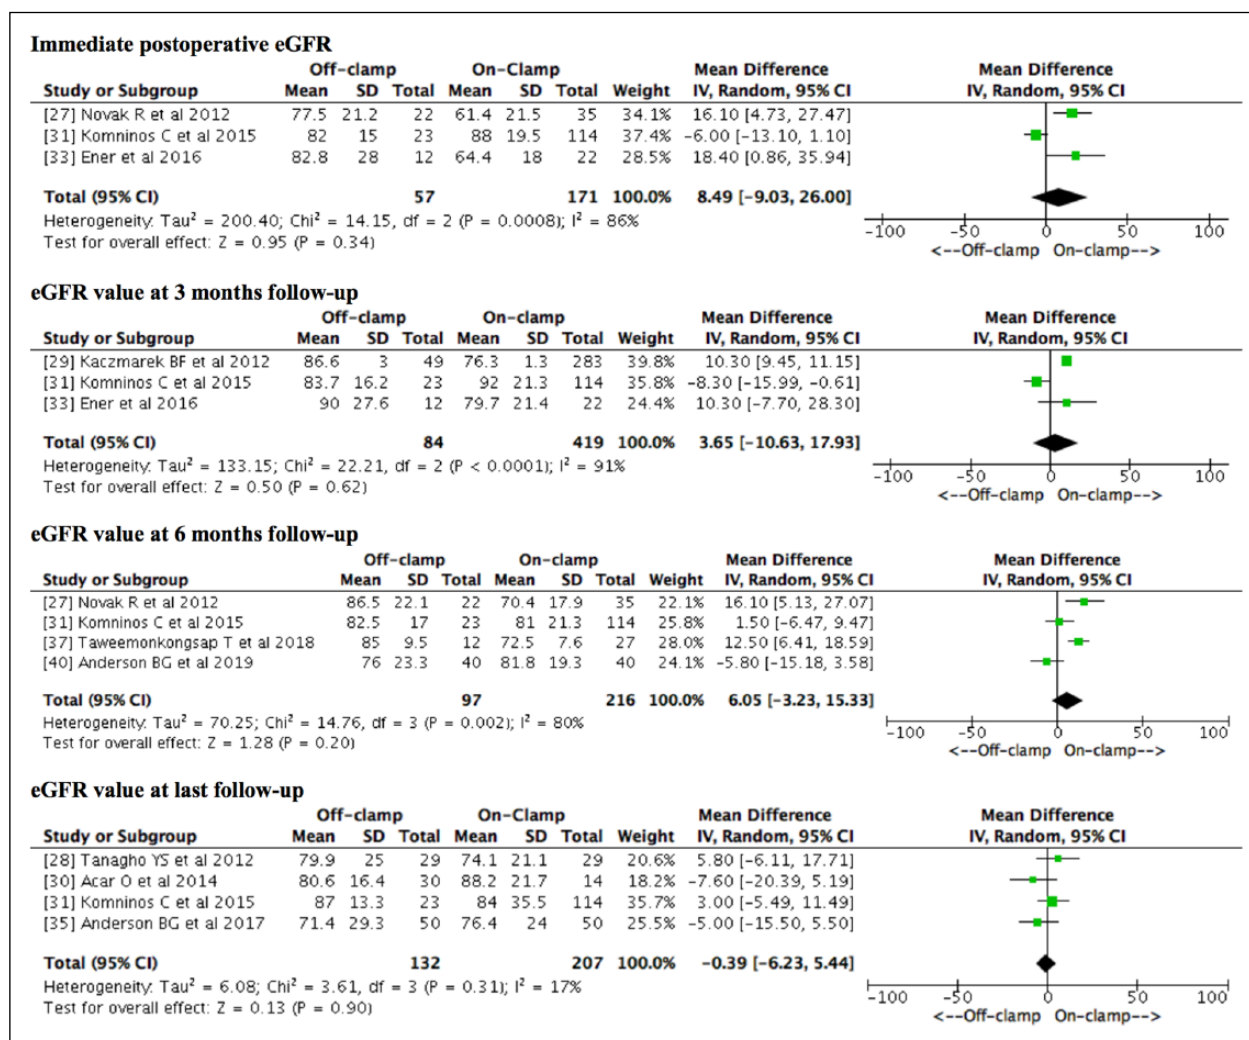 Immediate postoperative eGFR
Off-clamp On-Clamp Mean Difference Mean Difference
Study or Subgroup Mean SD Total Mean SD Total Weight IV, Random, 95% CI IV, Random, 95% CI
[27] Novak R et al 2012 77.5 21.2 22 61.4 21.5 35 34.1% 16.10 [4.73, 27.47]
[31] Komninos C et al 2015 82 15 23 88 19.5 114 37.4% -6.00 [-13.10, 1.10]
[33] Ener et al 2016 82.8 28 12 64.4 18 22 28.5% 18.40 [0.86, 35.94]
Total (95% CI) 57 171 100.0% 8.49 [-9.03, 26.00]
Heterogeneity: Tau² = 200.40; Chi² = 14.15, df = 2 (P = 0.0008); I² = 86%
Test for overall effect: Z = 0.95 (P = 0.34)
-100 -50 0 50 100
<--Off-clamp On-clamp-->
eGFR value at 3 months follow-up
Off-clamp On-clamp Mean Difference Mean Difference
Study or Subgroup Mean SD Total Mean SD Total Weight IV, Random, 95% CI IV, Random, 95% CI
[29] Kaczmarek BF et al 2012 86.6 3 49 76.3 1.3 283 39.8% 10.30 [9.45, 11.15]
[31] Komninos C et al 2015 83.7 16.2 23 92 21.3 114 35.8% -8.30 [-15.99, -0.61]
[33] Ener et al 2016 90 27.6 12 79.7 21.4 22 24.4% 10.30 [-7.70, 28.30]
Total (95% CI) 84 419 100.0% 3.65 [-10.63, 17.93]
Heterogeneity: Tau² = 133.15; Chi² = 22.21, df = 2 (P < 0.0001); I² = 91%
Test for overall effect: Z = 0.50 (P = 0.62)
-100 -50 0 50 100
<--Off-clamp On-clamp-->
eGFR value at 6 months follow-up
Off-clamp On-clamp Mean Difference Mean Difference
Study or Subgroup Mean SD Total Mean SD Total Weight IV, Random, 95% CI IV, Random, 95% CI
[27] Novak R et al 2012 86.5 22.1 22 70.4 17.9 35 22.1% 16.10 [5.13, 27.07]
[31] Komninos C et al 2015 82.5 17 23 81 21.3 114 25.8% 1.50 [-6.47, 9.47]
[37] Taweemonkongsap T et al 2018 85 9.5 12 72.5 7.6 27 28.0% 12.50 [6.41, 18.59]
[40] Anderson BG et al 2019 76 23.3 40 81.8 19.3 40 24.1% -5.80 [-15.18, 3.58]
Total (95% CI) 97 216 100.0% 6.05 [-3.23, 15.33]
Heterogeneity: Tau² = 70.25; Chi² = 14.76, df = 3 (P = 0.002); I² = 80%
Test for overall effect: Z = 1.28 (P = 0.20)
-100 -50 0 50 100
<--Off-clamp On-clamp-->
eGFR value at last follow-up
Off-clamp On-Clamp Mean Difference Mean Difference
Study or Subgroup Mean SD Total Mean SD Total Weight IV, Random, 95% CI IV, Random, 95% CI
[28] Tanagho YS et al 2012 79.9 25 29 74.1 21.1 29 20.6% 5.80 [-6.11, 17.71]
[30] Acar O et al 2014 80.6 16.4 30 88.2 21.7 14 18.2% -7.60 [-20.39, 5.19]
[31] Komninos C et al 2015 87 13.3 23 84 35.5 114 35.7% 3.00 [-5.49, 11.49]
[35] Anderson BG et al 2017 71.4 29.3 50 76.4 24 50 25.5% -5.00 [-15.50, 5.50]
Total (95% CI) 132 207 100.0% -0.39 [-6.23, 5.44]
Heterogeneity: Tau² = 6.08; Chi² = 3.61, df = 3 (P = 0.31); I² = 17%
Test for overall effect: Z = 0.13 (P = 0.90)
-100 -50 0 50 100
<--Off-clamp On-clamp-->